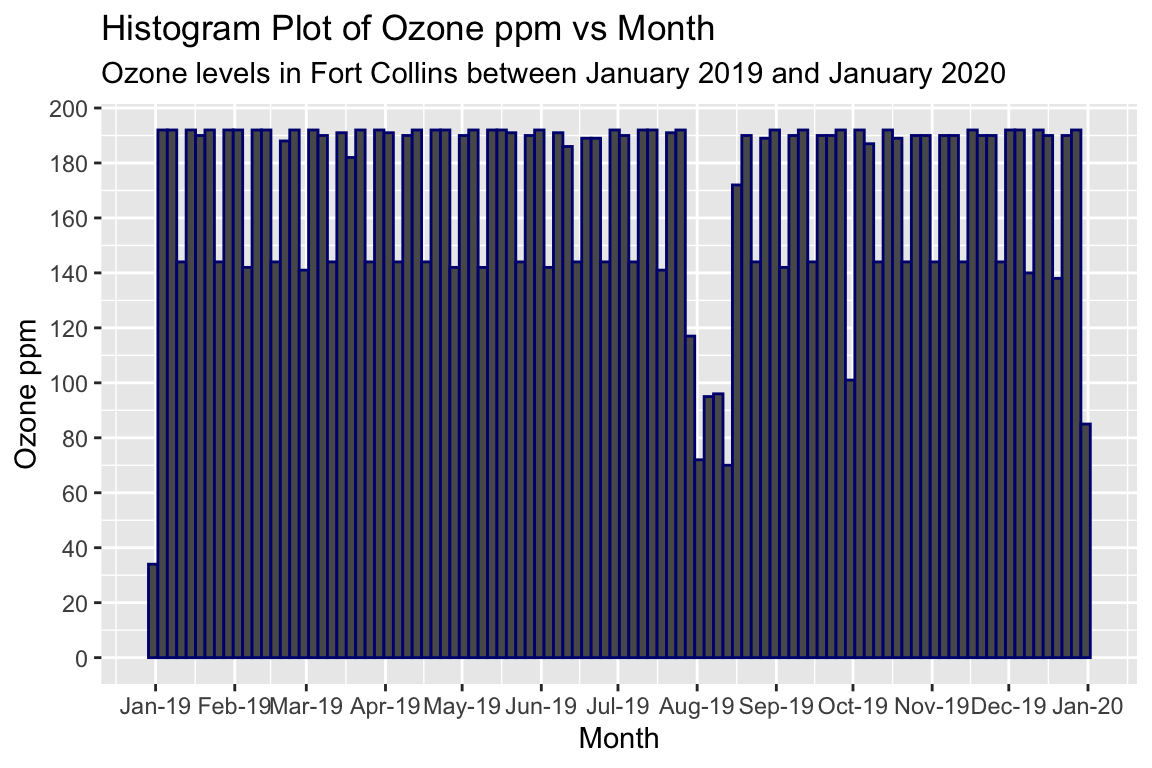 Histogram Plot of Ozone ppm vs Month
Ozone levels in Fort Collins between January 2019 and January 2020
200
180
160
140
120
100
80
60
40
20
0
Ozone ppm
Jan-19 Feb-19 Mar-19 Apr-19 May-19 Jun-19 Jul-19 Aug-19 Sep-19 Oct-19 Nov-19 Dec-19 Jan-20
Month